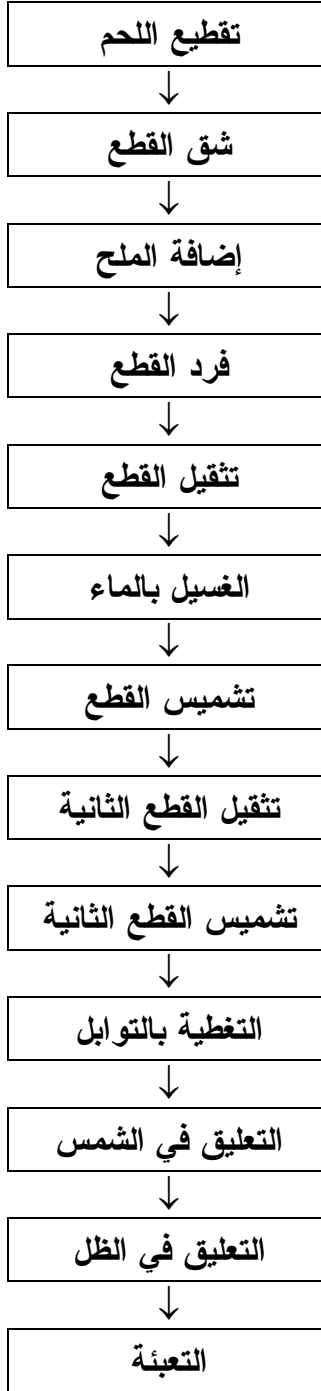 تقطيع اللحم
↓
شق القطع
↓
إضافة الملح
↓
فرد القطع
↓
تثقيل القطع
↓
الغسيل بالماء
↓
تشميس القطع
↓
تثقيل القطع الثانية
↓
تشميس القطع الثانية
↓
التغطية بالتوابل
↓
التعليق في الشمس
↓
التعليق في الظل
↓
التعبئة